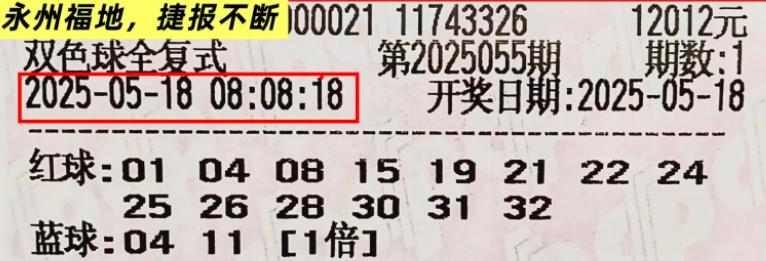 永州福地，捷报不断
000021 11743326 12012元
双色球全复式 第2025055期 期数:1
2025-05-18 08:08:18 开奖日期:2025-05-18
红球:01 04 08 15 19 21 22 24
25 26 28 30 31 32
蓝球:04 11 [1倍]